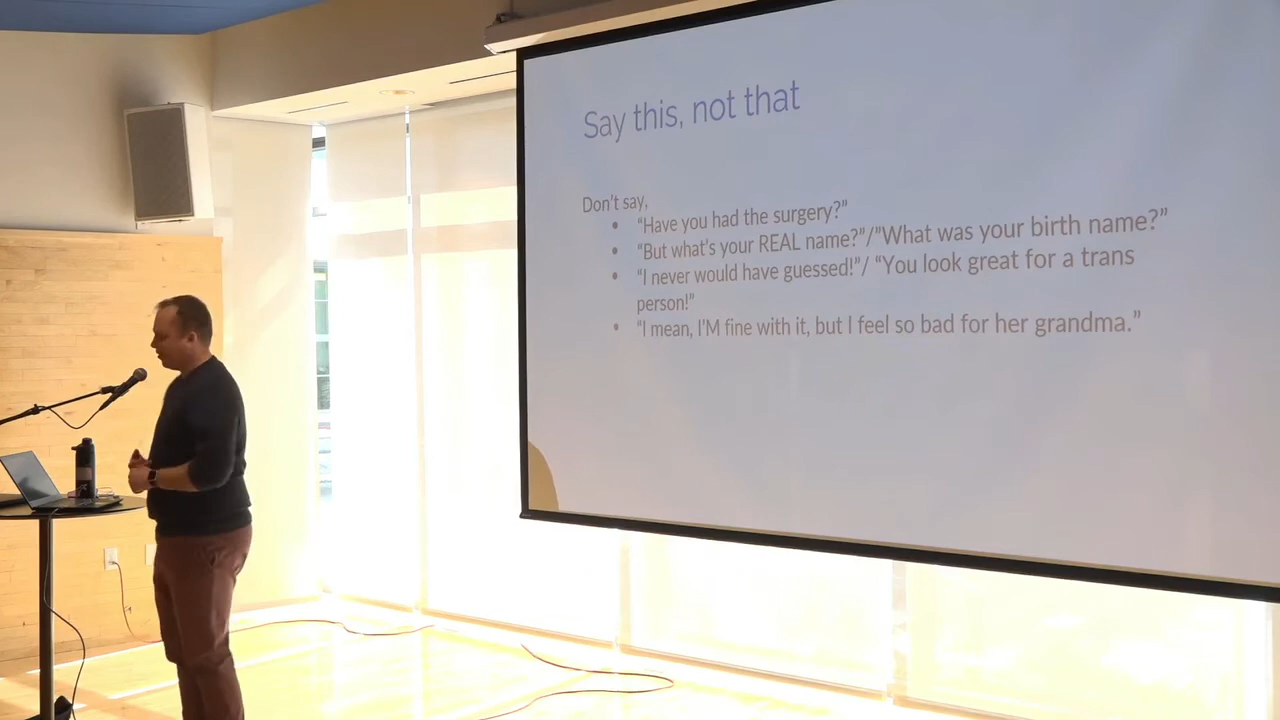 Say this, not that
Don't say,
• "Have you had the surgery?"
• "But what's your REAL name?"/"What was your birth name?"
• "I never would have guessed!"/ "You look great for a trans
person!"
• "I mean, I'M fine with it, but I feel so bad for her grandma."